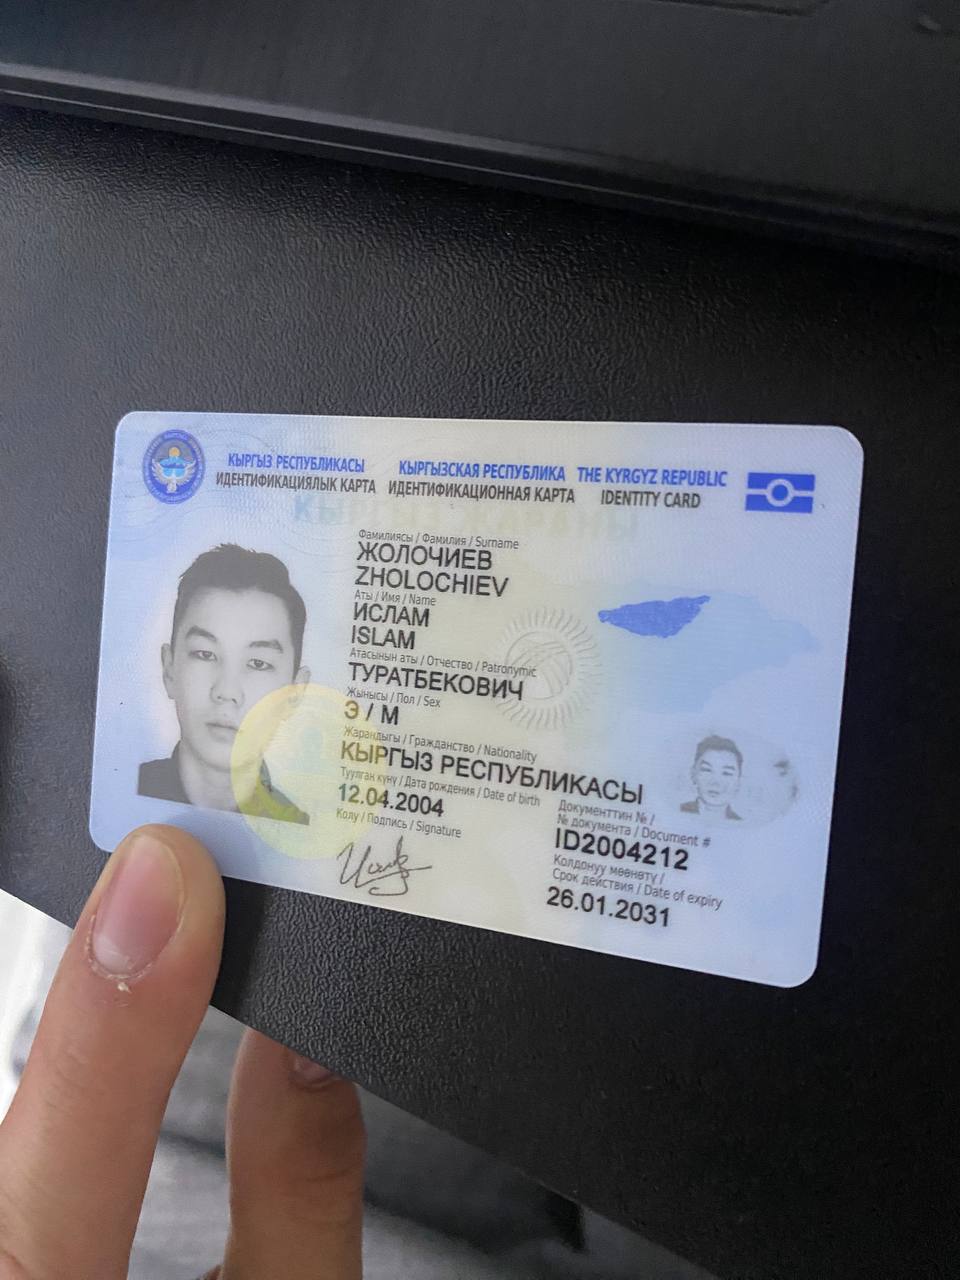 КЫРГЫЗ РЕСПУБЛИКАСЫ КЫРГЫЗСКАЯ РЕСПУБЛИКА THE KYRGYZ REPUBLIC
ИДЕНТИФИКАЦИЯЛЫК КАРТА ИДЕНТИФИКАЦИОННАЯ КАРТА IDENTITY CARD
Фамилиясы / Фамилия / Surname
ЖОЛОЧИЕВ
ZHOLOCHIEV
Аты / Имя / Name
ИСЛАМ
ISLAM
Атасынын аты / Отчество / Patronymic
ТУРАТБЕКОВИЧ
Жынысы / Пол / Sex
Э / М
Жарандыгы / Гражданство / Nationality
КЫРГЫЗ РЕСПУБЛИКАСЫ
Туулган күнү / Дата рождения / Date of birth
12.04.2004
Колу / Подпись / Signature
Документтин № /
№ документа / Document #
ID2004212
Колдонуу мөөнөтү /
Срок действия / Date of expiry
26.01.2031